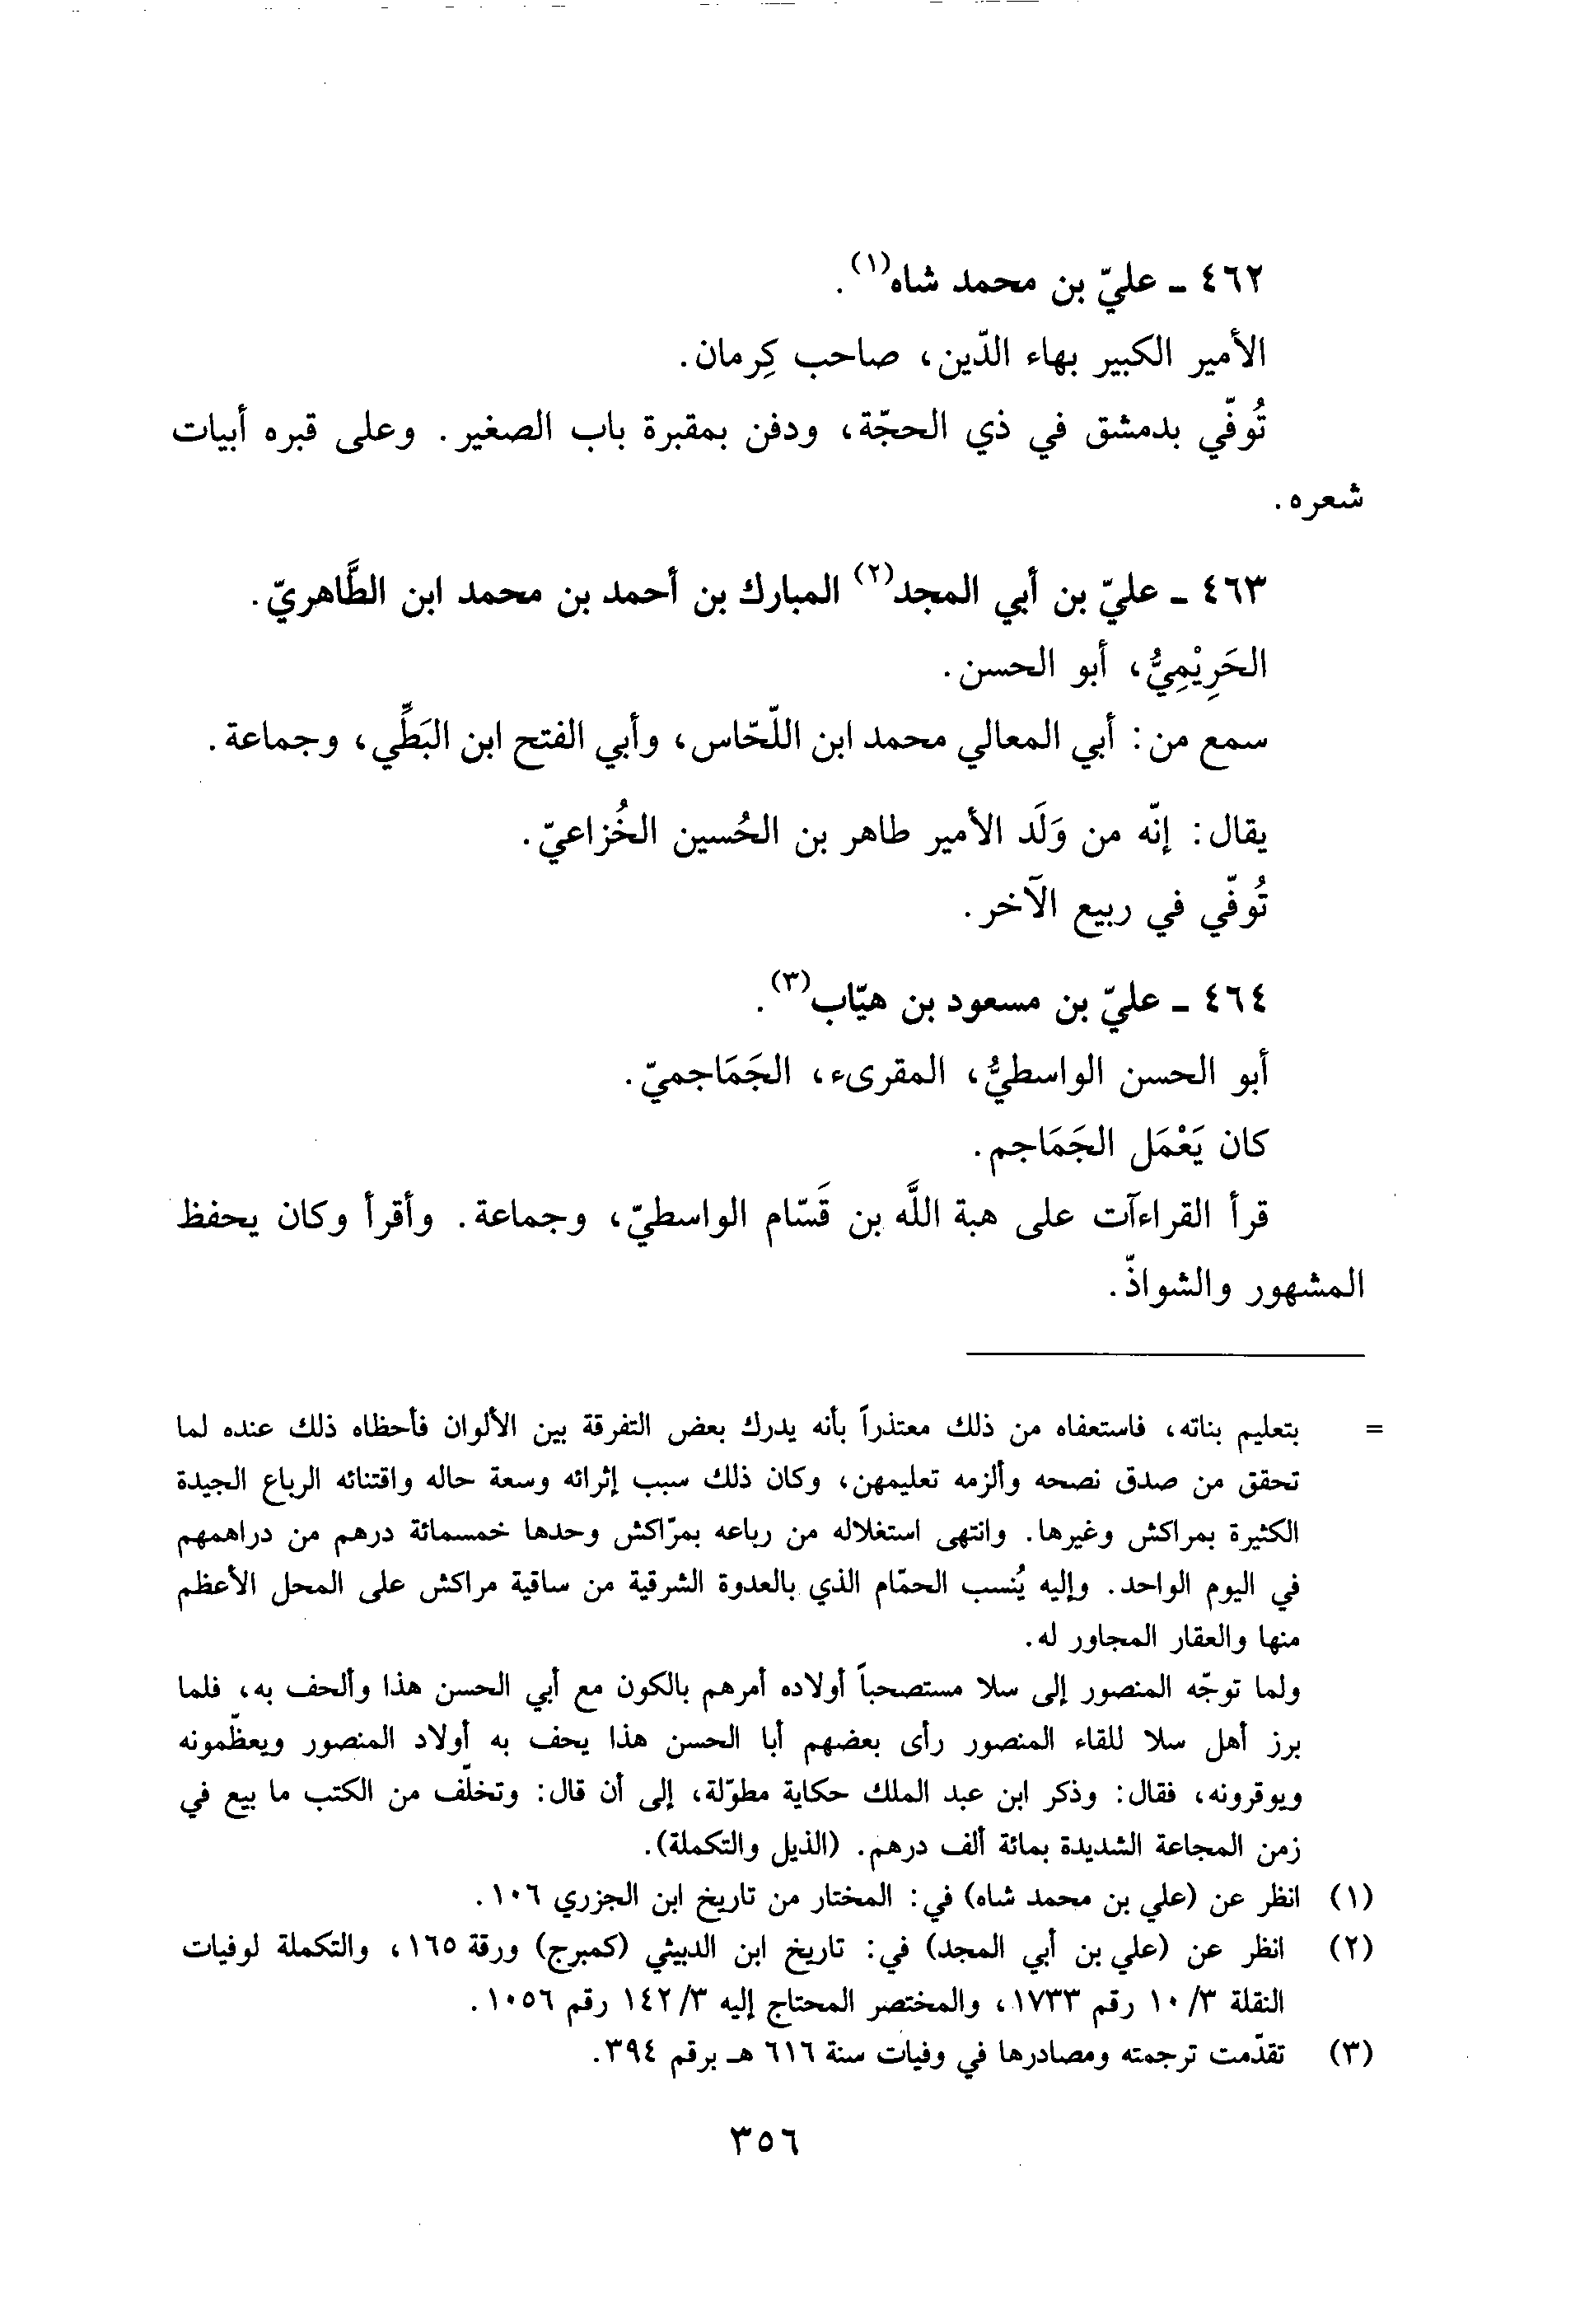 ٤٦٢ ـ عليّ بن محمد شاه(١).
الأمير الكبير بهاء الدّين، صاحب كِرمان.
تُوفّي بدمشق في ذي الحجّة، ودفن بمقبرة باب الصغير. وعلى قبره أبيات
شعره.
٤٦٣ ـ عليّ بن أبي المجد(٢) المبارك بن أحمد بن محمد ابن الطَّاهريّ.
الحَرِيْمِيُّ، أبو الحسن.
سمع من: أبي المعالي محمد ابن اللّحّاس، وأبي الفتح ابن البَطِّي، وجماعة.
يقال: إنّه من وَلَد الأمير طاهر بن الحُسين الخُزاعيّ.
تُوفّي في ربيع الآخر.
٤٦٤ ـ عليّ بن مسعود بن هيّاب(٣).
أبو الحسن الواسطيُّ، المقرىء، الجَمَاجميّ.
كان يَعْمَل الجَمَاجم.
قرأ القراءآت على هبة اللَّه بن قَسّام الواسطيّ، وجماعة. وأقرأ وكان يحفظ
المشهور والشواذّ.
= بتعليم بناته، فاستعفاه من ذلك معتذراً بأنه يدرك بعض التفرقة بين الألوان فأحظاه ذلك عنده لما
تحقق من صدق نصحه وألزمه تعليمهن، وكان ذلك سبب إثرائه وسعة حاله واقتنائه الرباع الجيدة
الكثيرة بمراكش وغيرها. وانتهى استغلاله من رباعه بمرّاكش وحدها خمسمائة درهم من دراهمهم
في اليوم الواحد. وإليه يُنسب الحمّام الذي بالعدوة الشرقية من ساقية مراكش على المحل الأعظم
منها والعقار المجاور له.
ولما توجّه المنصور إلى سلا مستصحباً أولاده أمرهم بالكون مع أبي الحسن هذا وألحف به، فلما
برز أهل سلا للقاء المنصور رأى بعضهم أبا الحسن هذا يحف به أولاد المنصور ويعظّمونه
ويوقرونه، فقال: وذكر ابن عبد الملك حكاية مطوّلة، إلى أن قال: وتخلّف من الكتب ما بيع في
زمن المجاعة الشديدة بمائة ألف درهم. (الذيل والتكملة).
(١) انظر عن (علي بن محمد شاه) في: المختار من تاريخ ابن الجزري ١٠٦.
(٢) انظر عن (علي بن أبي المجد) في: تاريخ ابن الدبيثي (كمبرج) ورقة ١٦٥، والتكملة لوفيات
النقلة ٣/ ١٠ رقم ١٧٣٣، والمختصر المحتاج إليه ٣/ ١٤٢ رقم ١٠٥٦.
(٣) تقدّمت ترجمته ومصادرها في وفيات سنة ٦١٦ هـ برقم ٣٩٤.
٣٥٦